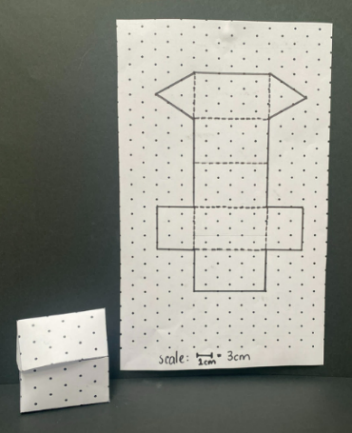 scale: 1cm = 3cm